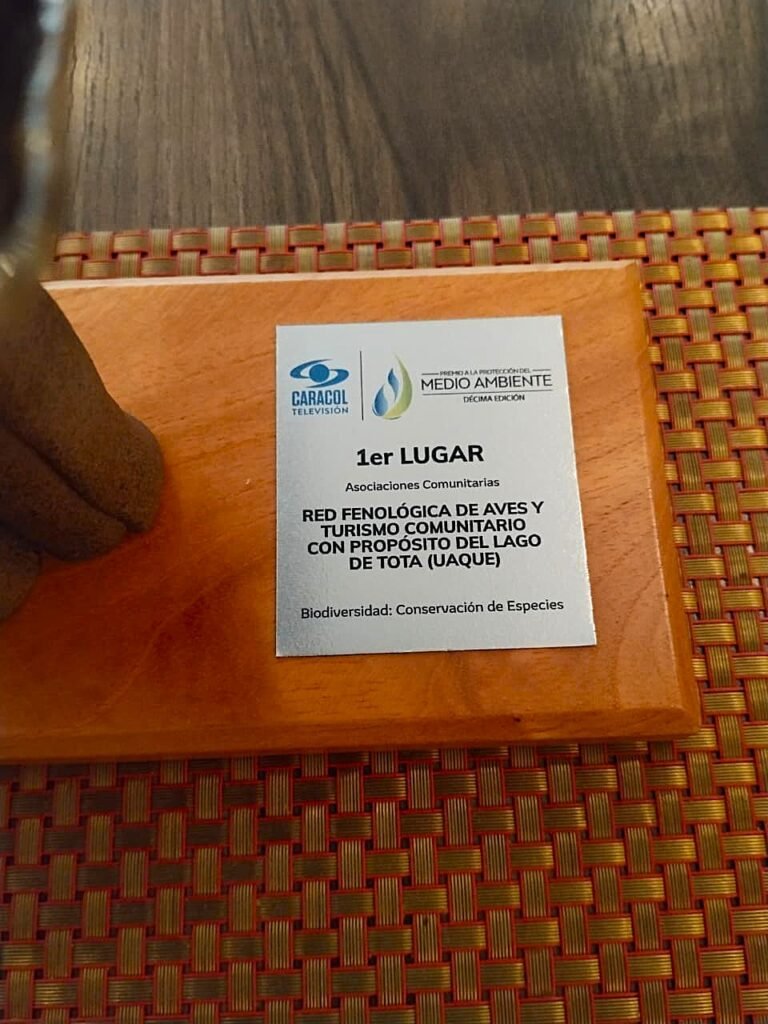 CARACOL
TELEVISIÓN
PREMIO A LA PROTECCIÓN DEL
MEDIO AMBIENTE
DÉCIMA EDICIÓN
1er LUGAR
Asociaciones Comunitarias
RED FENOLÓGICA DE AVES Y
TURISMO COMUNITARIO
CON PROPÓSITO DEL LAGO
DE TOTA (UAQUE)
Biodiversidad: Conservación de Especies